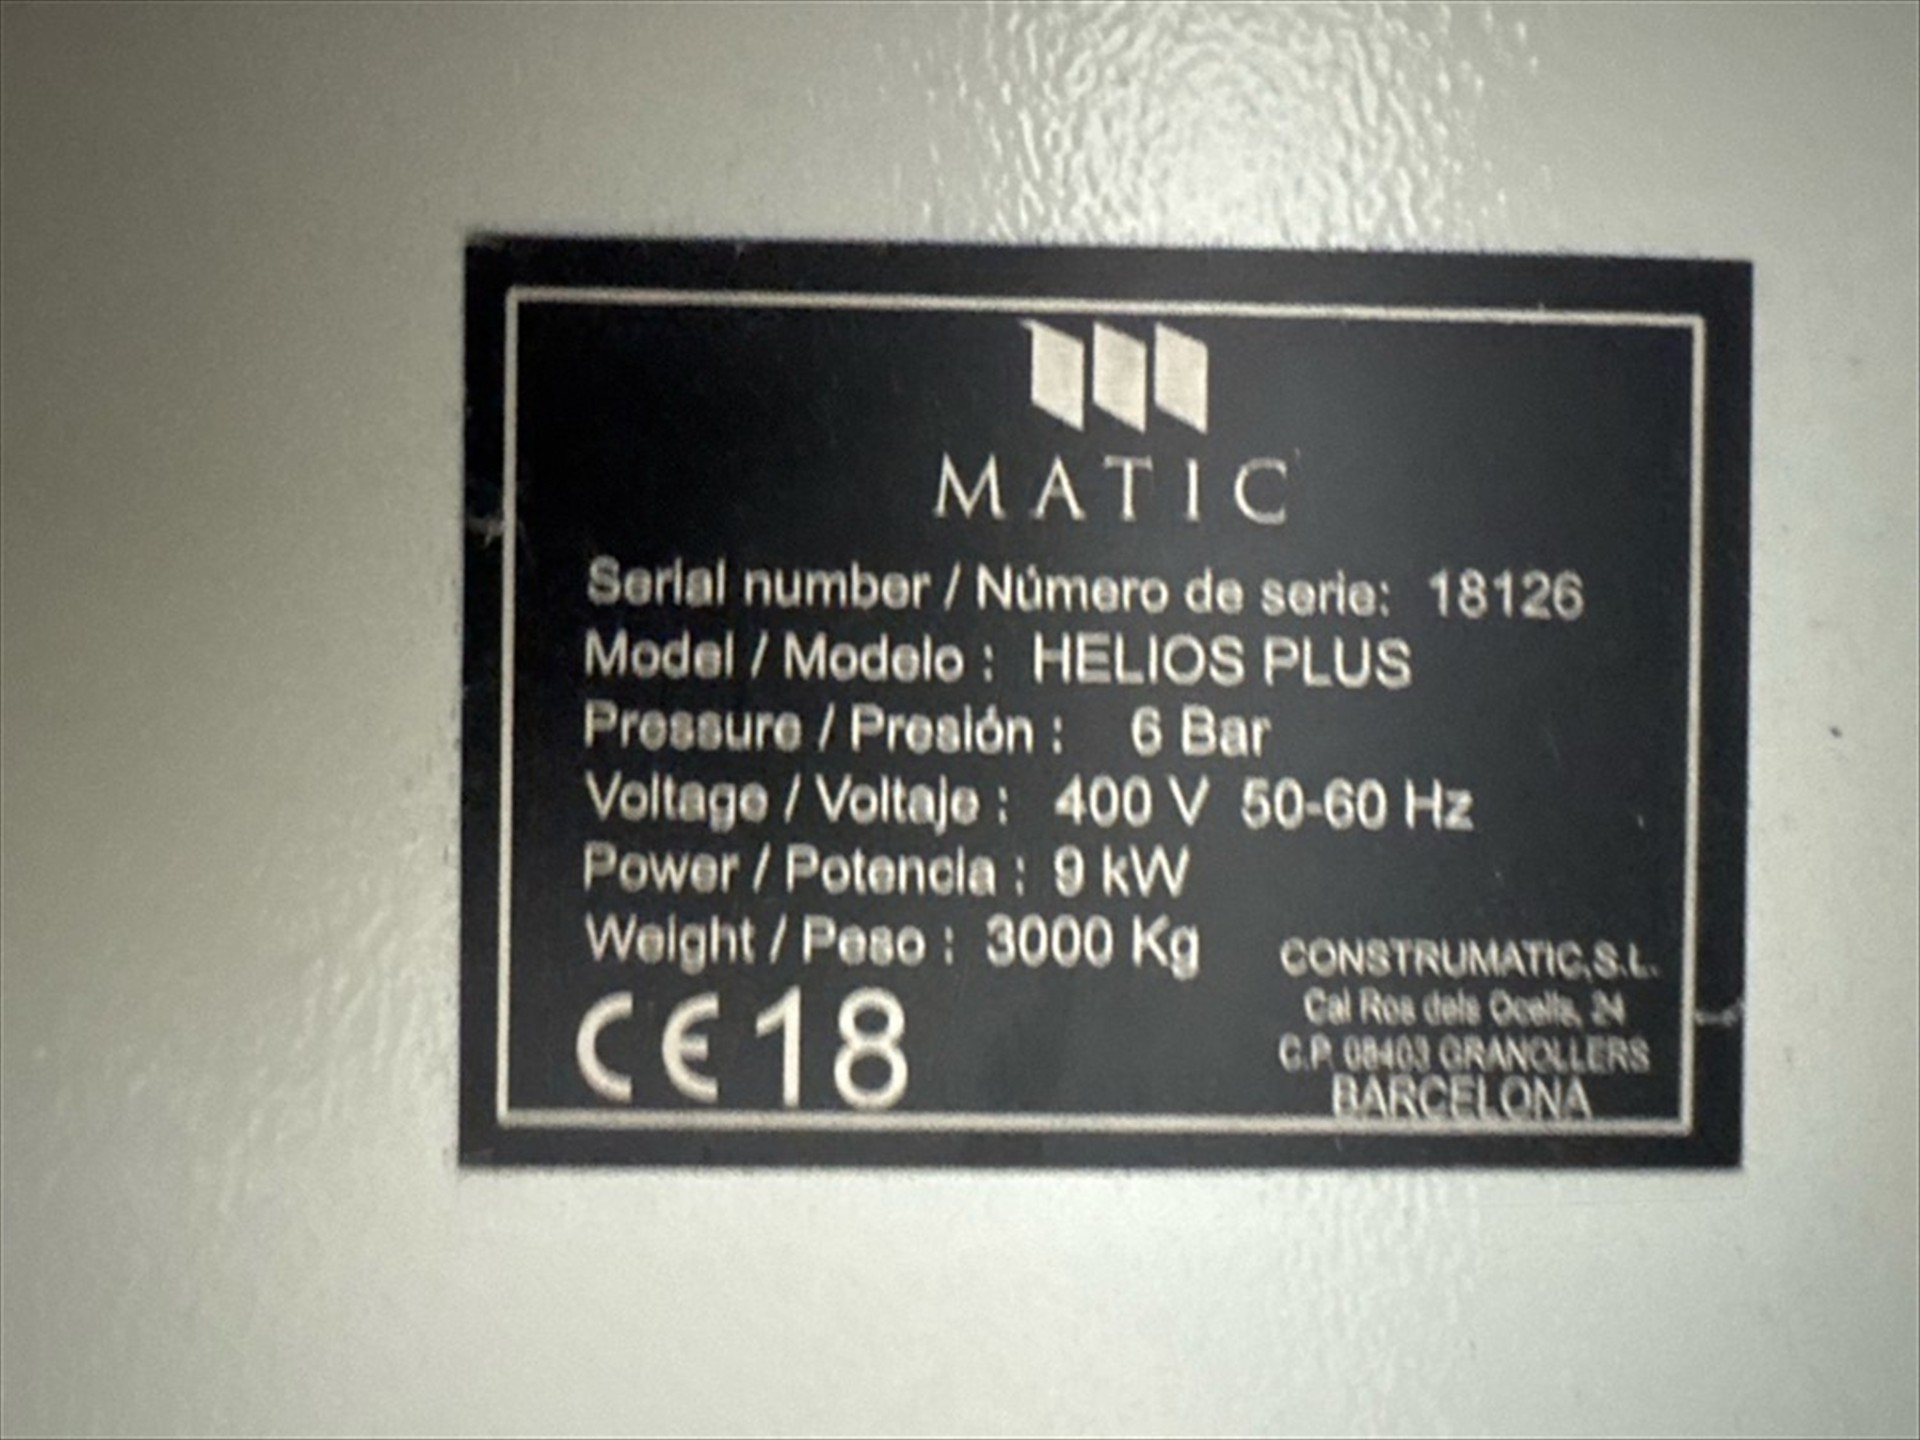 MATIC
Serial number / Número de serie: 18126
Model / Modelo : HELIOS PLUS
Pressure / Presión : 6 Bar
Voltage / Voltaje : 400 V 50-60 Hz
Power / Potencia : 9 kW
Weight / Peso : 3000 Kg
CE 18
CONSTRUMATIC,S.L.
Cal Ros dels Ocells, 24
C.P. 08403 GRANOLLERS
BARCELONA